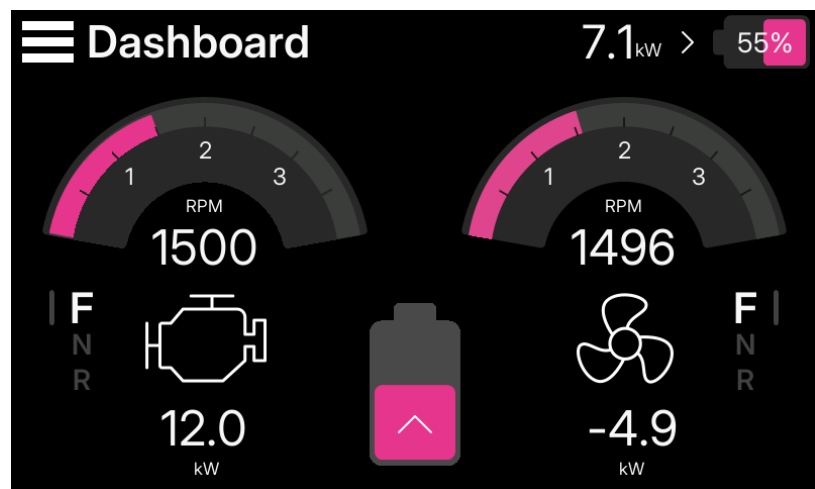 Dashboard 7.1kW > 55%
1 2 3
RPM
1500
1 2 3
RPM
1496
F
N
R
F
N
R
12.0
kW
-4.9
kW